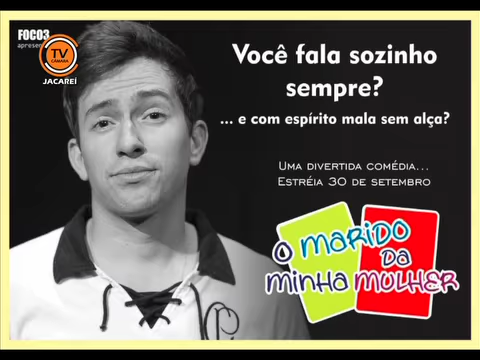 FOCO3
apresenta
TV
CÂMARA
JACAREÍ
Você fala sozinho
sempre?
... e com espírito mala sem alça?
Uma divertida comédia...
Estréia 30 de setembro
O MARIDO
DA
MINHA MULHER